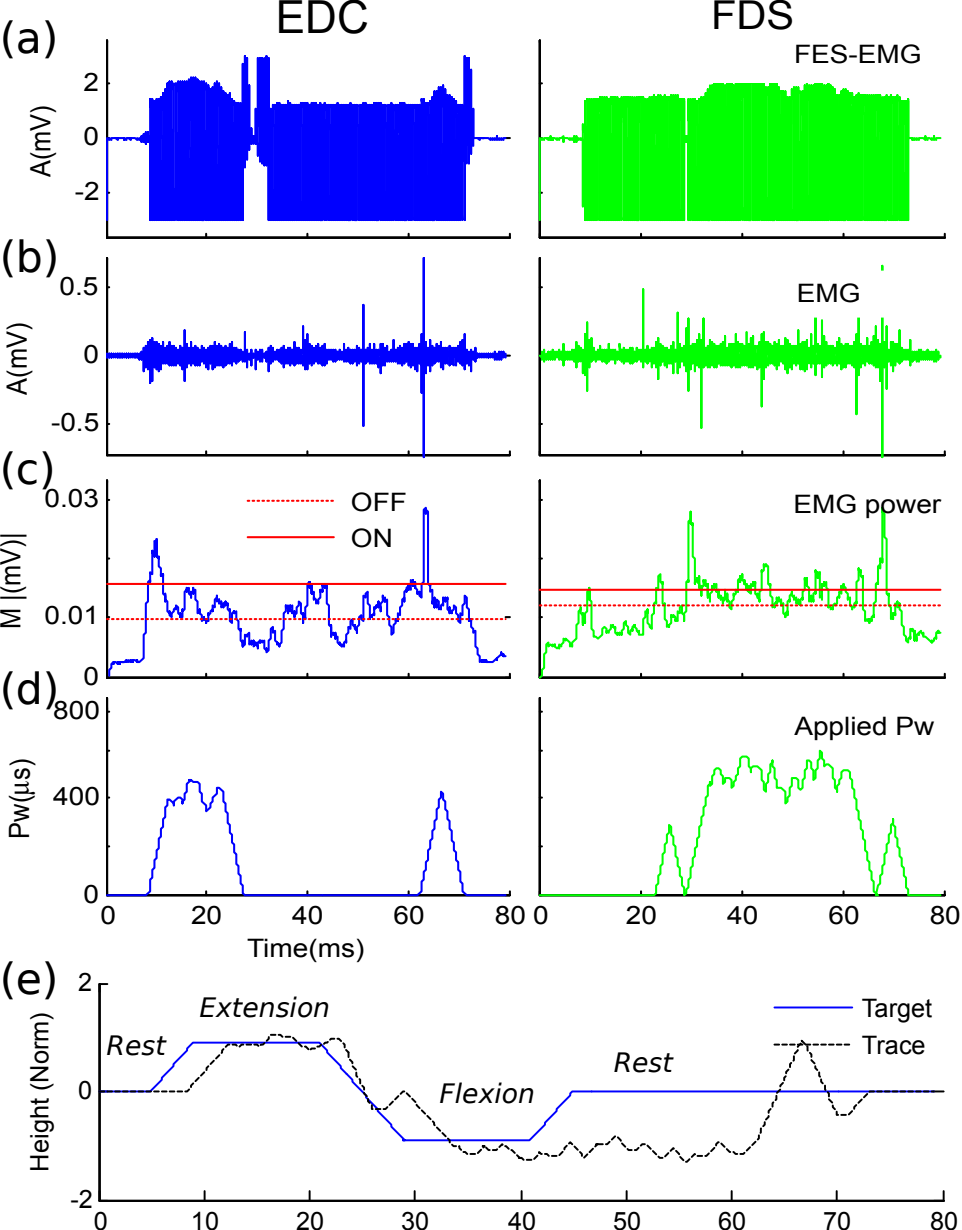 EDC FDS
(a)
FES-EMG
A(mV)
2
0
-2
(b)
EMG
A(mV)
0.5
0
-0.5
(c)
OFF
ON
EMG power
M |(mV)|
0.03
0.01
0
(d)
Applied Pw
Pw(µs)
800
400
0
0 20 40 60 80 0 20 40 60 80
Time(ms)
(e)
Height (Norm)
2
0
-2
Extension
Rest
Flexion
Rest
Target
Trace
0 10 20 30 40 50 60 70 80